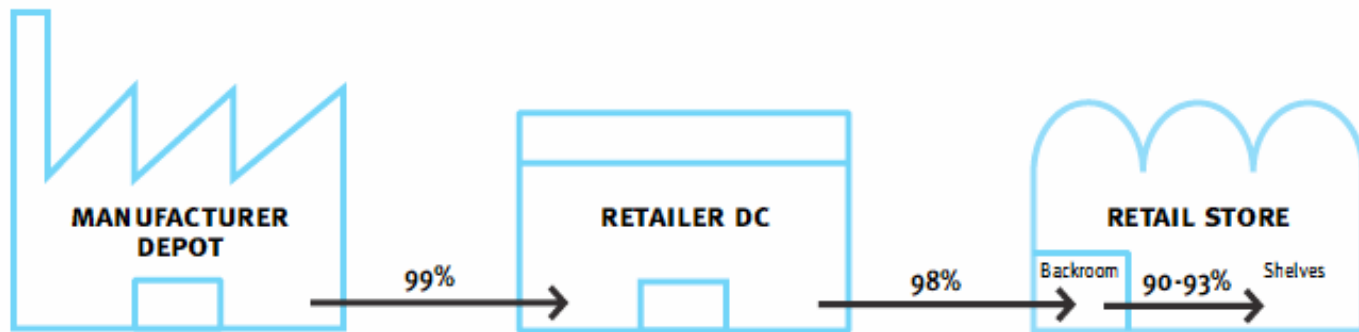 MANUFACTURER
DEPOT
99%
RETAILER DC
98%
RETAIL STORE
Backroom
90-93%
Shelves